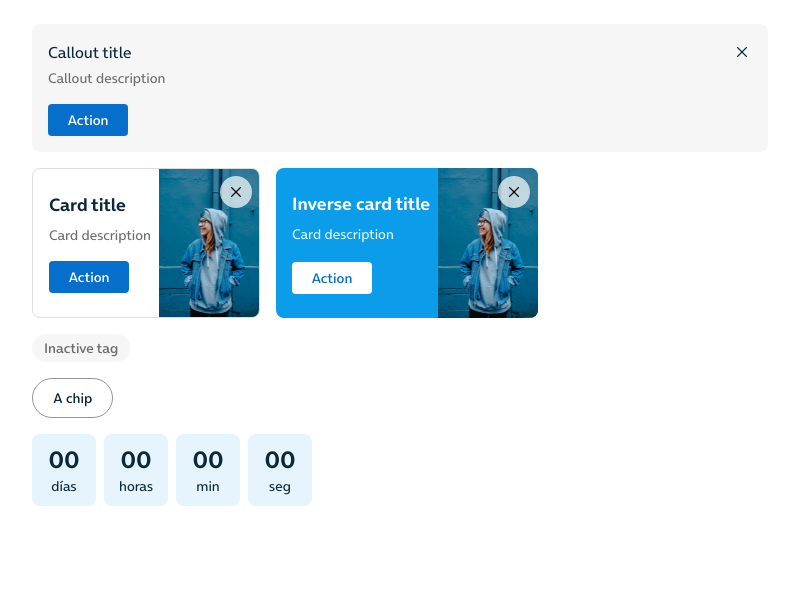 Callout title
Callout description
Action
Card title
Card description
Action
Inverse card title
Card description
Action
Inactive tag
A chip
00 00 00 00
días horas min seg